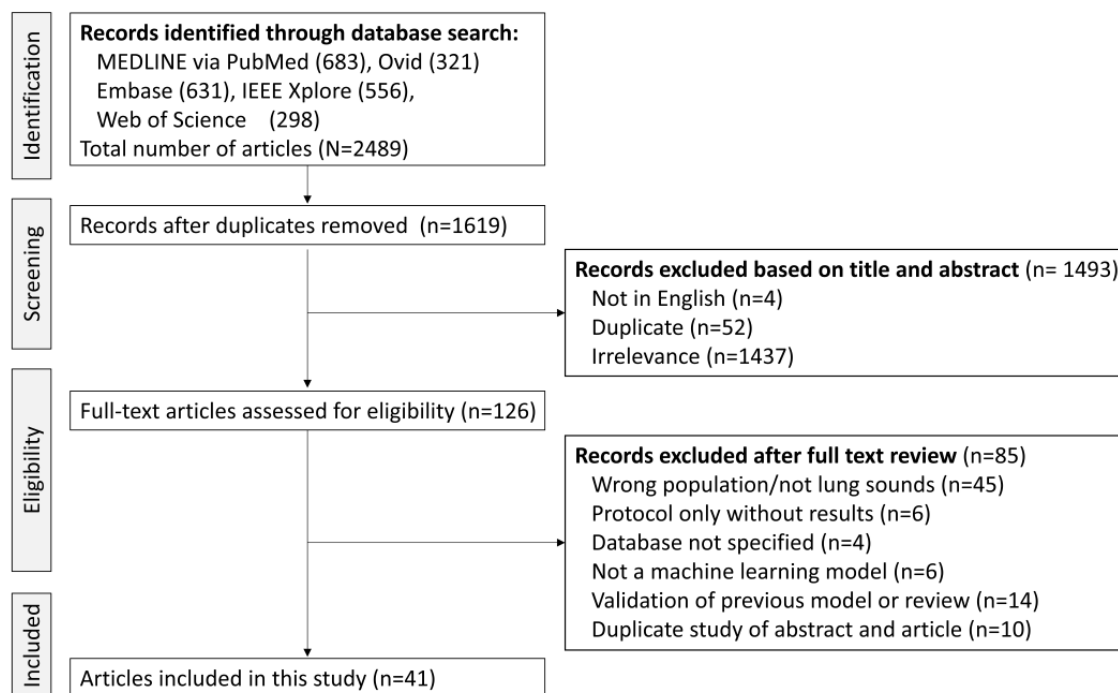 Identification
Records identified through database search:
MEDLINE via PubMed (683), Ovid (321)
Embase (631), IEEE Xplore (556),
Web of Science (298)
Total number of articles (N=2489)
Screening
Records after duplicates removed (n=1619)
Records excluded based on title and abstract (n= 1493)
Not in English (n=4)
Duplicate (n=52)
Irrelevance (n=1437)
Eligibility
Full-text articles assessed for eligibility (n=126)
Records excluded after full text review (n=85)
Wrong population/not lung sounds (n=45)
Protocol only without results (n=6)
Database not specified (n=4)
Not a machine learning model (n=6)
Validation of previous model or review (n=14)
Duplicate study of abstract and article (n=10)
Included
Articles included in this study (n=41)